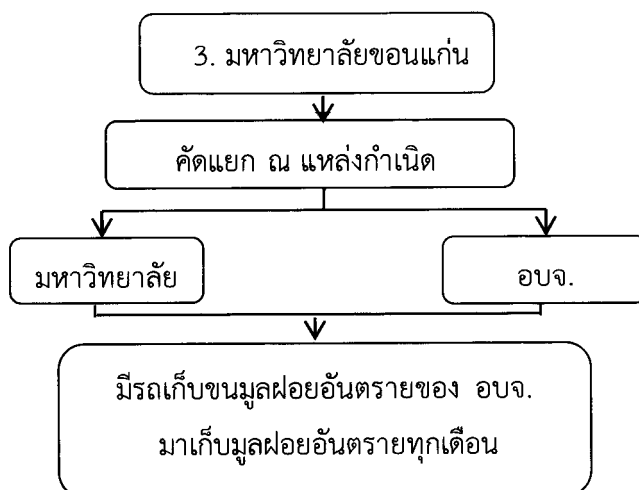 3. มหาวิทยาลัยขอนแก่น
คัดแยก ณ แหล่งกำเนิด
มหาวิทยาลัย
อบจ.
มีรถเก็บขนมูลฝอยอันตรายของ อบจ.
มาเก็บมูลฝอยอันตรายทุกเดือน